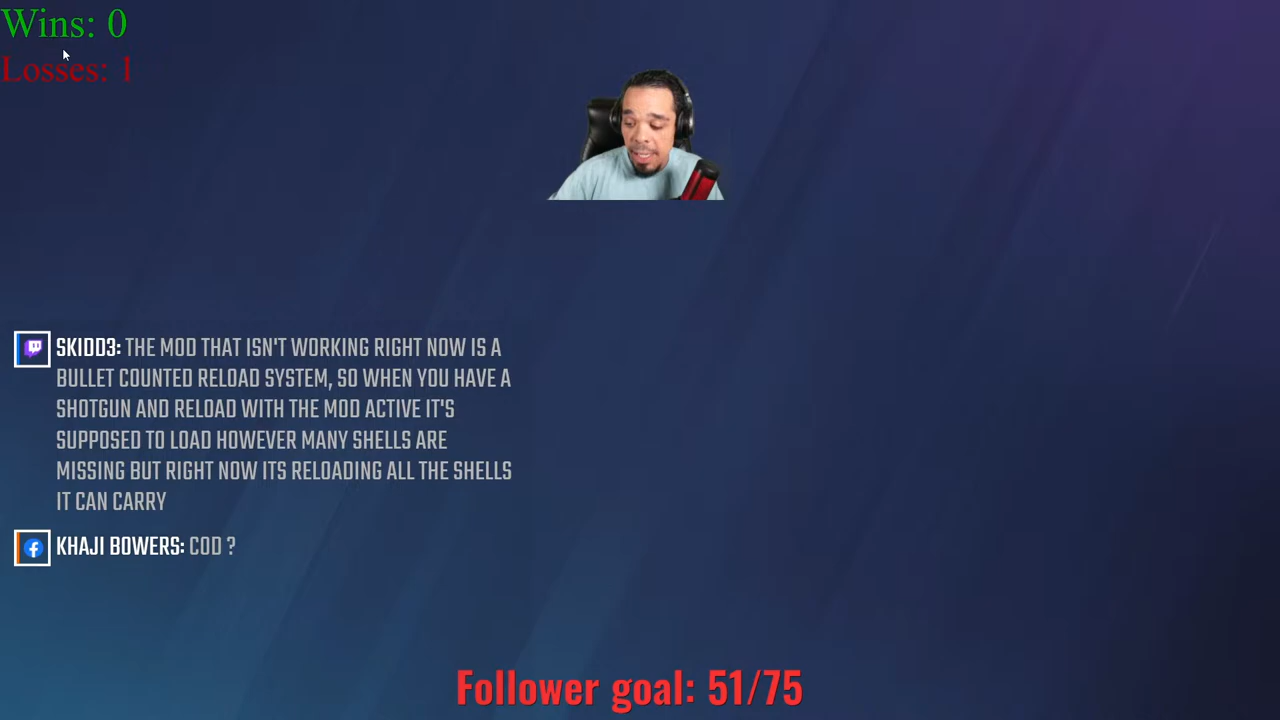 Wins: 0
Losses: 1
SKIDD3: THE MOD THAT ISN'T WORKING RIGHT NOW IS A
BULLET COUNTED RELOAD SYSTEM, SO WHEN YOU HAVE A
SHOTGUN AND RELOAD WITH THE MOD ACTIVE IT'S
SUPPOSED TO LOAD HOWEVER MANY SHELLS ARE
MISSING BUT RIGHT NOW ITS RELOADING ALL THE SHELLS
IT CAN CARRY
KHAJI BOWERS: COD ?
Follower goal: 51/75